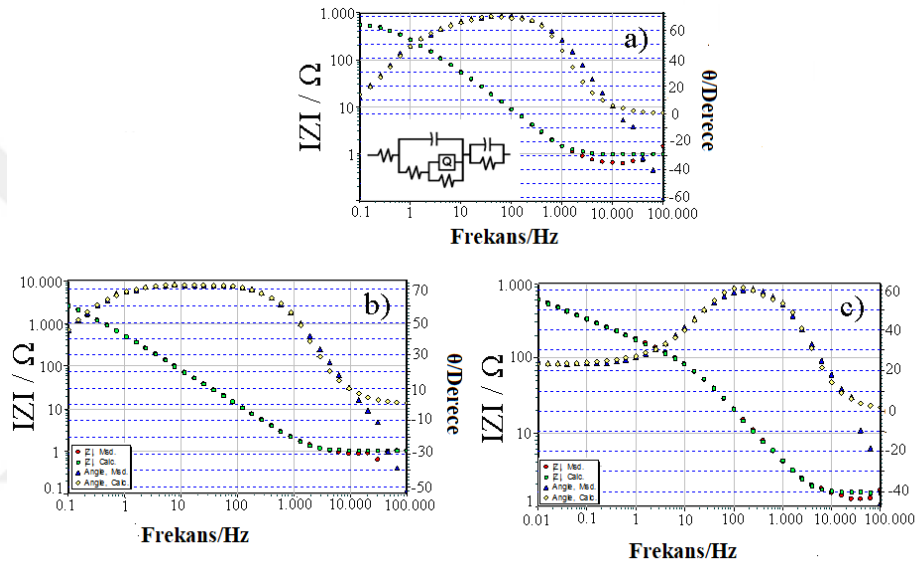 a)
IZI / Ω
1.000
100
10
1
θ/Derece
60
40
20
0
-20
-40
-60
Q
0.1 1 10 100 1.000 10.000 100.000
Frekans/Hz
b)
IZI / Ω
10.000
1.000
100
10
1
0.1
θ/Derece
70
50
30
10
-10
-30
-50
|Z|, Msd.
|Z|, Calc.
Angle, Msd.
Angle, Calc.
0.1 1.0 10 100 1.000 10.000 100.000
Frekans/Hz
c)
IZI / Ω
1.000
100
10
1
60
40
20
0
-20
-40
|Z|, Msd.
|Z|, Calc.
Angle, Msd.
Angle, Calc.
0.01 0.1 1 10 100 1.000 10.000 100.000
Frekans/Hz